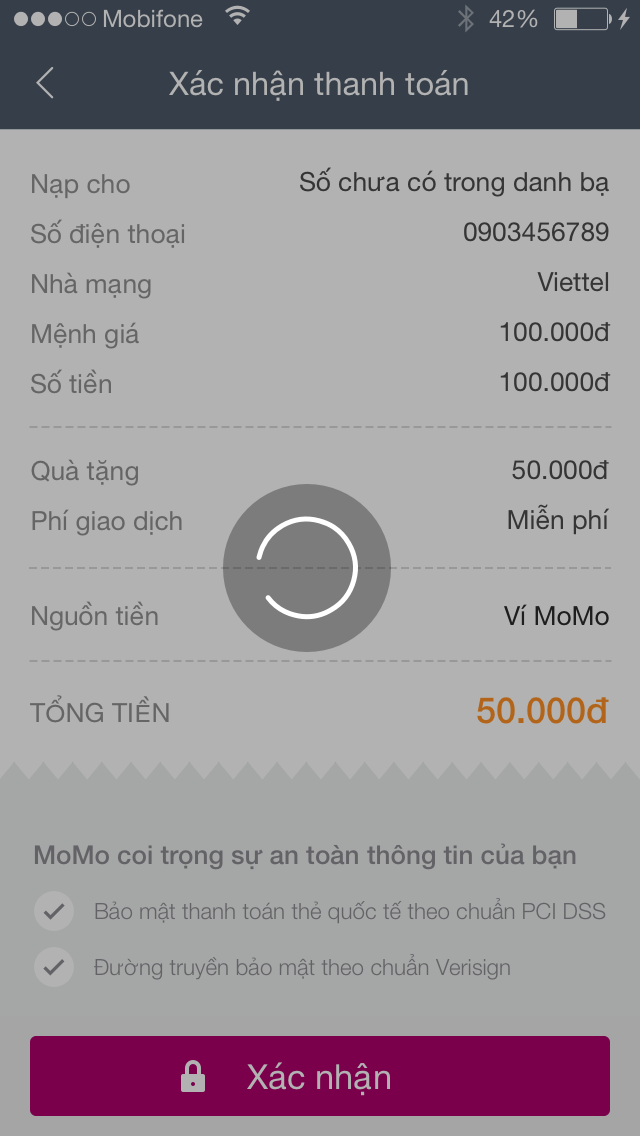 Mobifone 42%
Xác nhận thanh toán
Nạp cho Số chưa có trong danh bạ
Số điện thoại 0903456789
Nhà mạng Viettel
Mệnh giá 100.000đ
Số tiền 100.000đ
Quà tặng 50.000đ
Phí giao dịch Miễn phí
Nguồn tiền Ví MoMo
TỔNG TIỀN 50.000đ
MoMo coi trọng sự an toàn thông tin của bạn
Bảo mật thanh toán thẻ quốc tế theo chuẩn PCI DSS
Đường truyền bảo mật theo chuẩn Verisign
Xác nhận